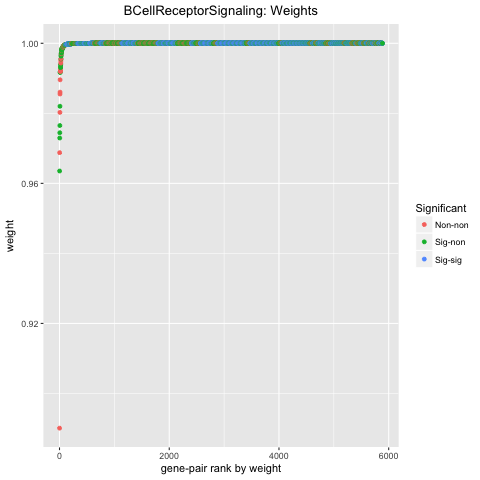 BCellReceptorSignaling: Weights
1.00
0.96
0.92
weight
0
2000
4000
6000
gene-pair rank by weight
Significant
Non-non
Sig-non
Sig-sig